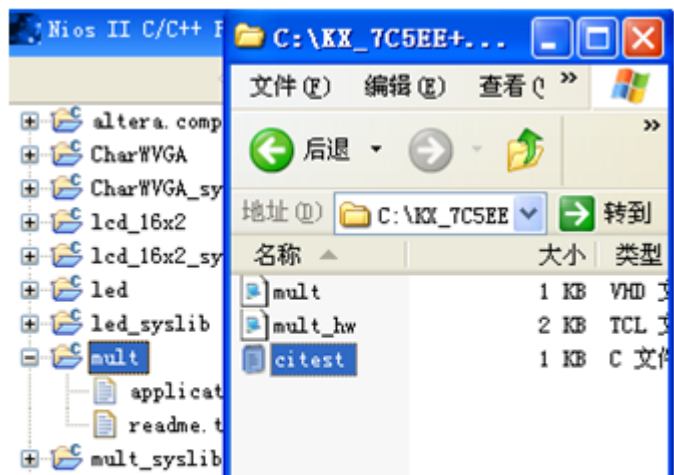 Nios II C/C++ P
altera.comp
CharWVGA
CharWVGA_sy
lcd_16x2
lcd_16x2_sy
led
led_syslib
mult
applicat
readme.t
mult_syslib
C:\KX_7C5EE+...
文件(F) 编辑(E) 查看( »
后退 »
地址(D) C:\KX_7C5EE 转到
名称 大小 类型
mult 1 KB VHD 文
mult_hw 2 KB TCL 文
citest 1 KB C 文件